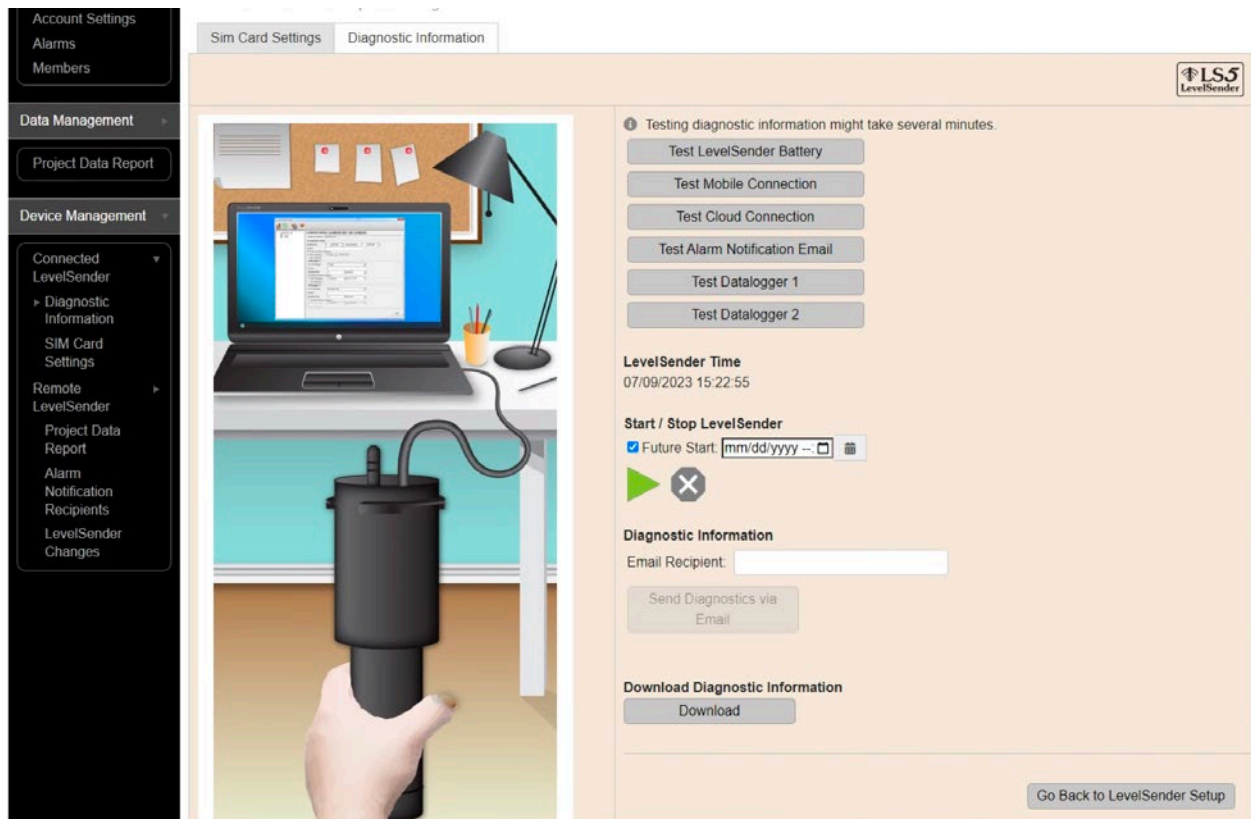 Account Settings
Alarms
Members
Data Management
Project Data Report
Device Management
Connected
LevelSender
Diagnostic
Information
SIM Card
Settings
Remote
LevelSender
Project Data
Report
Alarm
Notification
Recipients
LevelSender
Changes
Sim Card Settings
Diagnostic Information
LS5
LevelSender
Testing diagnostic information might take several minutes.
Test LevelSender Battery
Test Mobile Connection
Test Cloud Connection
Test Alarm Notification Email
Test Datalogger 1
Test Datalogger 2
LevelSender Time
07/09/2023 15:22:55
Start / Stop LevelSender
Future Start: mm/dd/yyyy --:
Diagnostic Information
Email Recipient:
Send Diagnostics via
Email
Download Diagnostic Information
Download
Go Back to LevelSender Setup